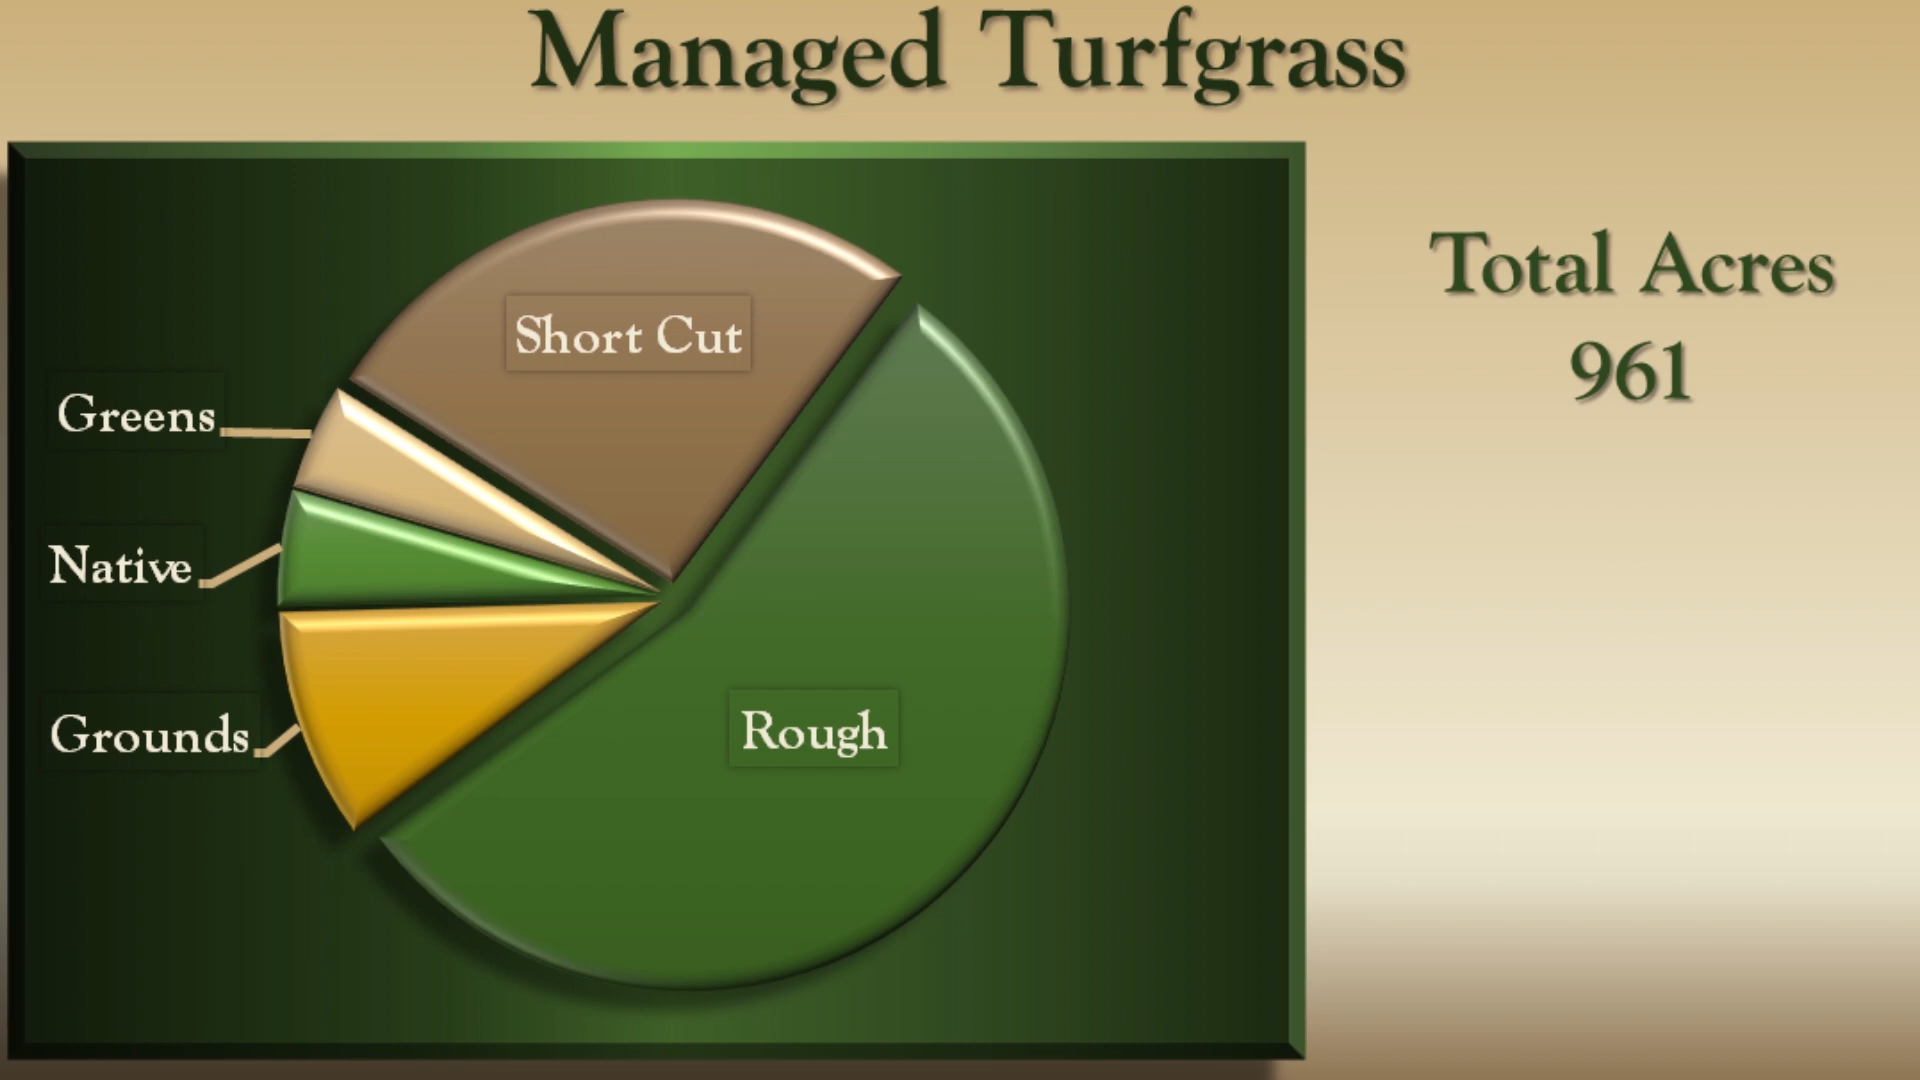 Managed Turfgrass
Total Acres
961
Short Cut
Greens
Native
Grounds
Rough